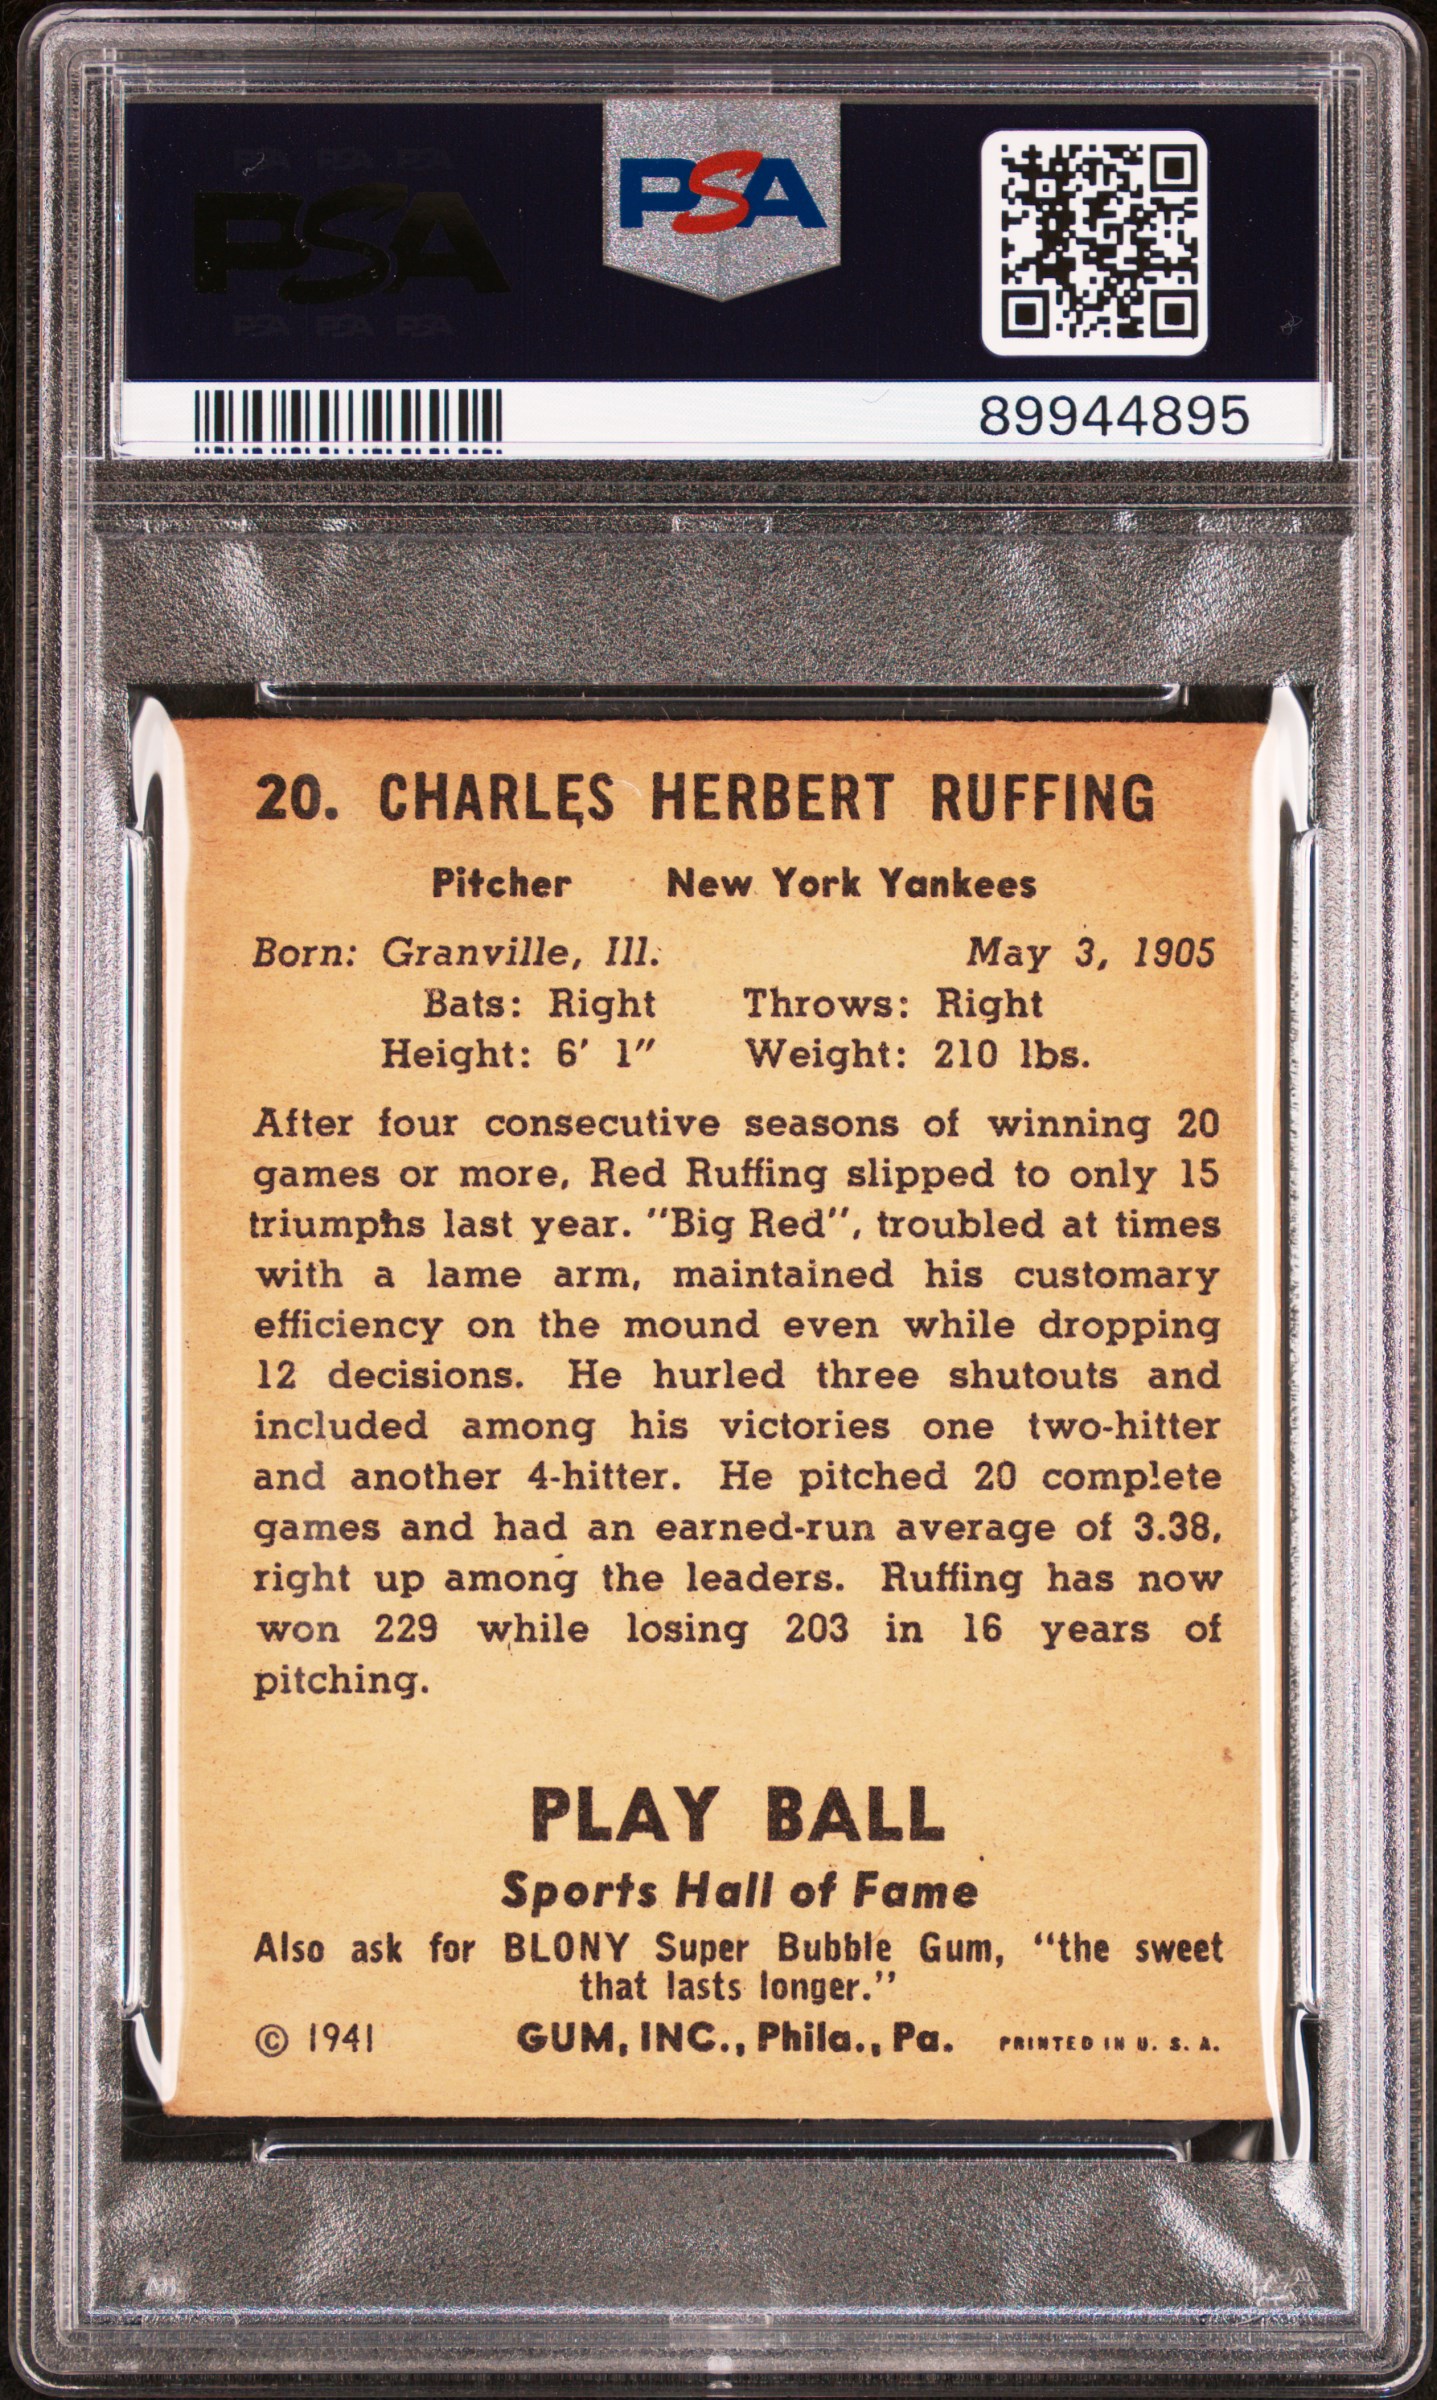 PSA PSA PSA
PSA
PSA PSA PSA
PSA
89944895
20. CHARLES HERBERT RUFFING
Pitcher New York Yankees
Born: Granville, Ill. May 3, 1905
Bats: Right Throws: Right
Height: 6' 1" Weight: 210 lbs.
After four consecutive seasons of winning 20
games or more, Red Ruffing slipped to only 15
triumphs last year. "Big Red", troubled at times
with a lame arm, maintained his customary
efficiency on the mound even while dropping
12 decisions. He hurled three shutouts and
included among his victories one two-hitter
and another 4-hitter. He pitched 20 complete
games and had an earned-run average of 3.38,
right up among the leaders. Ruffing has now
won 229 while losing 203 in 16 years of
pitching.
PLAY BALL
Sports Hall of Fame
Also ask for BLONY Super Bubble Gum, "the sweet
that lasts longer."
© 1941 GUM, INC., Phila., Pa. PRINTED IN U. S. A.